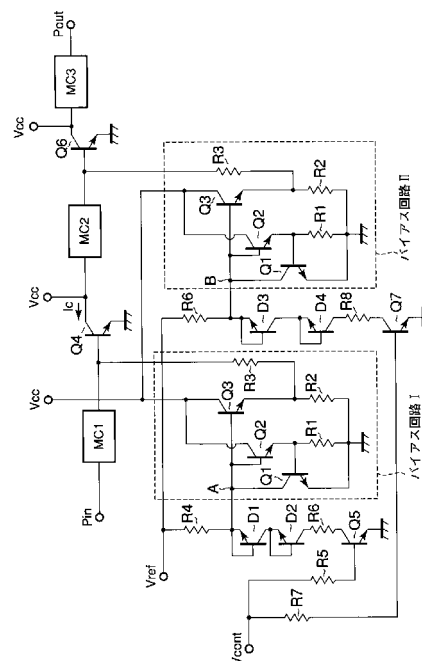 Pin
MC1
Vcc
Q4
Ic
Vcc
MC2
Q6
Vcc
MC3
Pout
Vref
R4
A
Q1
Q2
Q3
R1
R2
R3
バイアス回路 I
D1
D2
R6
Q5
R5
R7
Vcont
R6
B
Q1
Q2
Q3
R1
R2
R3
バイアス回路 II
D3
D4
R8
Q7